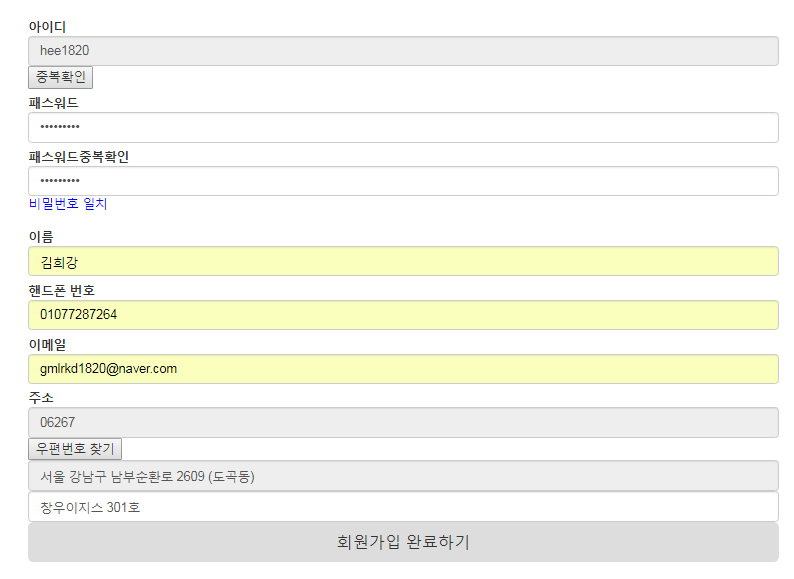 아이디
hee1820
중복확인
패스워드
•••••••••
패스워드중복확인
•••••••••
비밀번호 일치
이름
김희강
핸드폰 번호
01077287264
이메일
gmlrkd1820@naver.com
주소
06267
우편번호 찾기
서울 강남구 남부순환로 2609 (도곡동)
창우이지스 301호
회원가입 완료하기